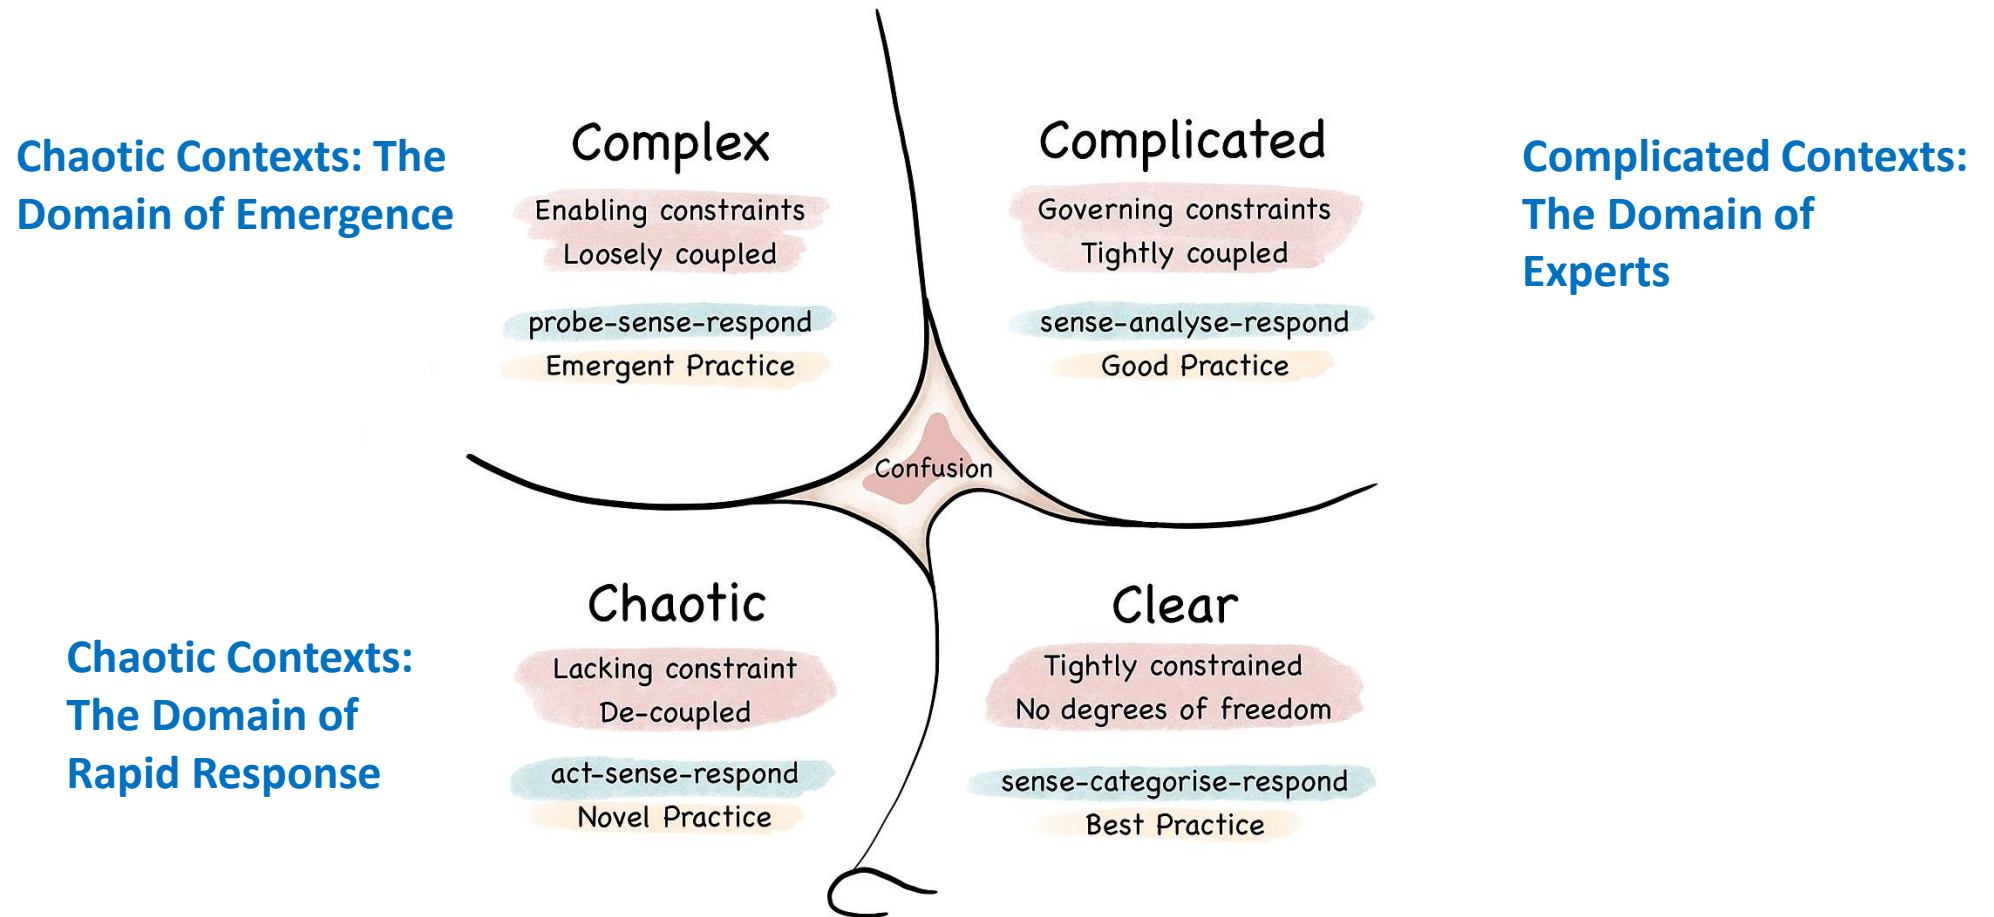 Chaotic Contexts: The
Domain of Emergence
Complex
Enabling constraints
Loosely coupled
probe-sense-respond
Emergent Practice
Complicated
Governing constraints
Tightly coupled
sense-analyse-respond
Good Practice
Complicated Contexts:
The Domain of
Experts
Confusion
Chaotic Contexts:
The Domain of
Rapid Response
Chaotic
Lacking constraint
De-coupled
act-sense-respond
Novel Practice
Clear
Tightly constrained
No degrees of freedom
sense-categorise-respond
Best Practice